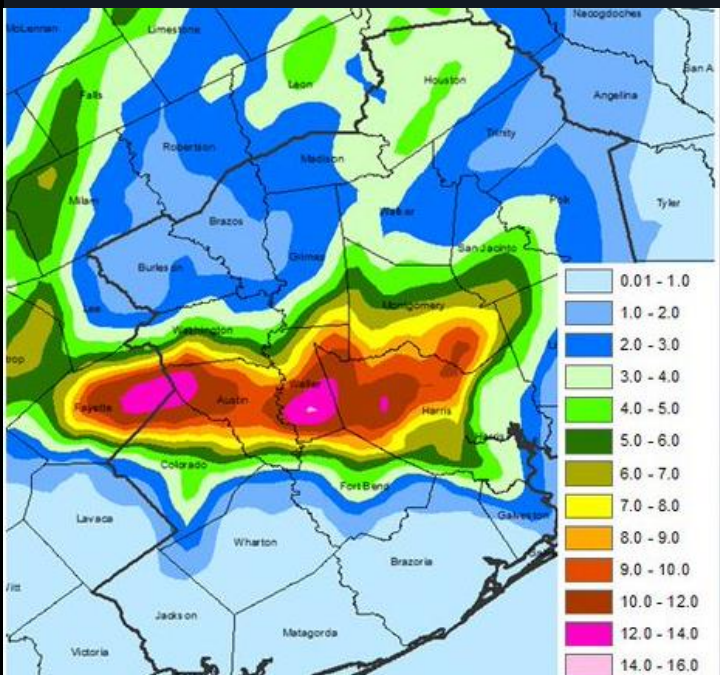 McLennan
Limestone
Nacogdoches
Leon
Houston
San A
Falls
Angelina
Trinity
Robertson
Madison
Milam
Walker
Polk
Tyler
Brazos
Grimes
San Jacinto
Burleson
Lee
Montgomery
Washington
trop
Waller
Fayette
Austin
Harris
Harris
Colorado
Fort Bend
Lavaca
Galveston
Wharton
Brazoria
Jackson
Matagorda
Victoria
0.01 - 1.0
1.0 - 2.0
2.0 - 3.0
3.0 - 4.0
4.0 - 5.0
5.0 - 6.0
6.0 - 7.0
7.0 - 8.0
8.0 - 9.0
9.0 - 10.0
10.0 - 12.0
12.0 - 14.0
14.0 - 16.0